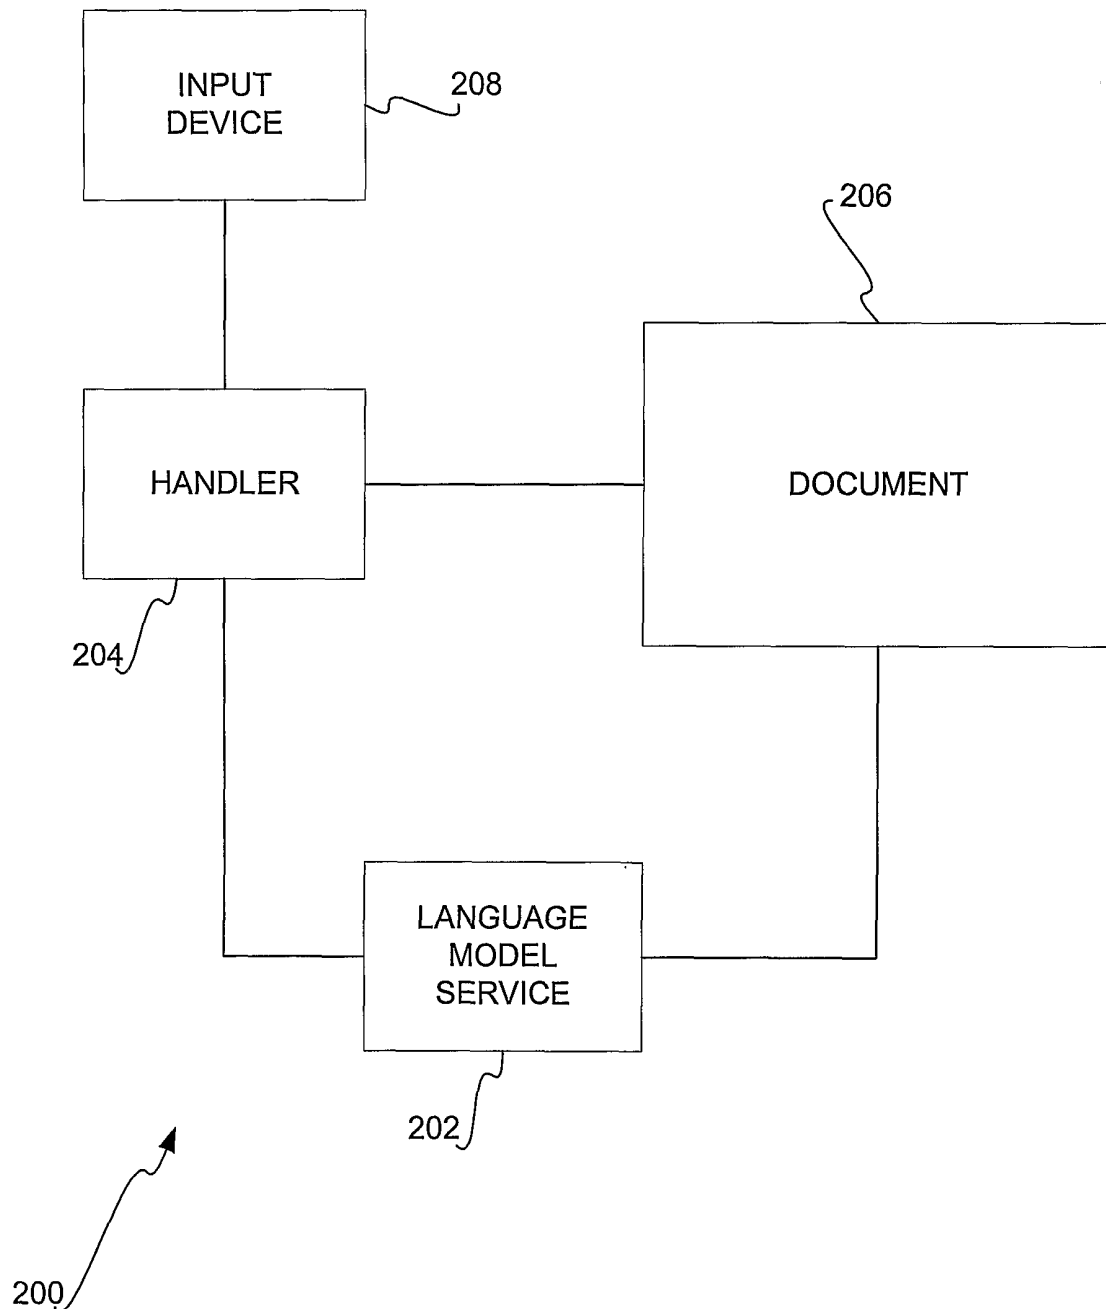 INPUT
DEVICE
208
206
HANDLER
DOCUMENT
204
LANGUAGE
MODEL
SERVICE
202
200